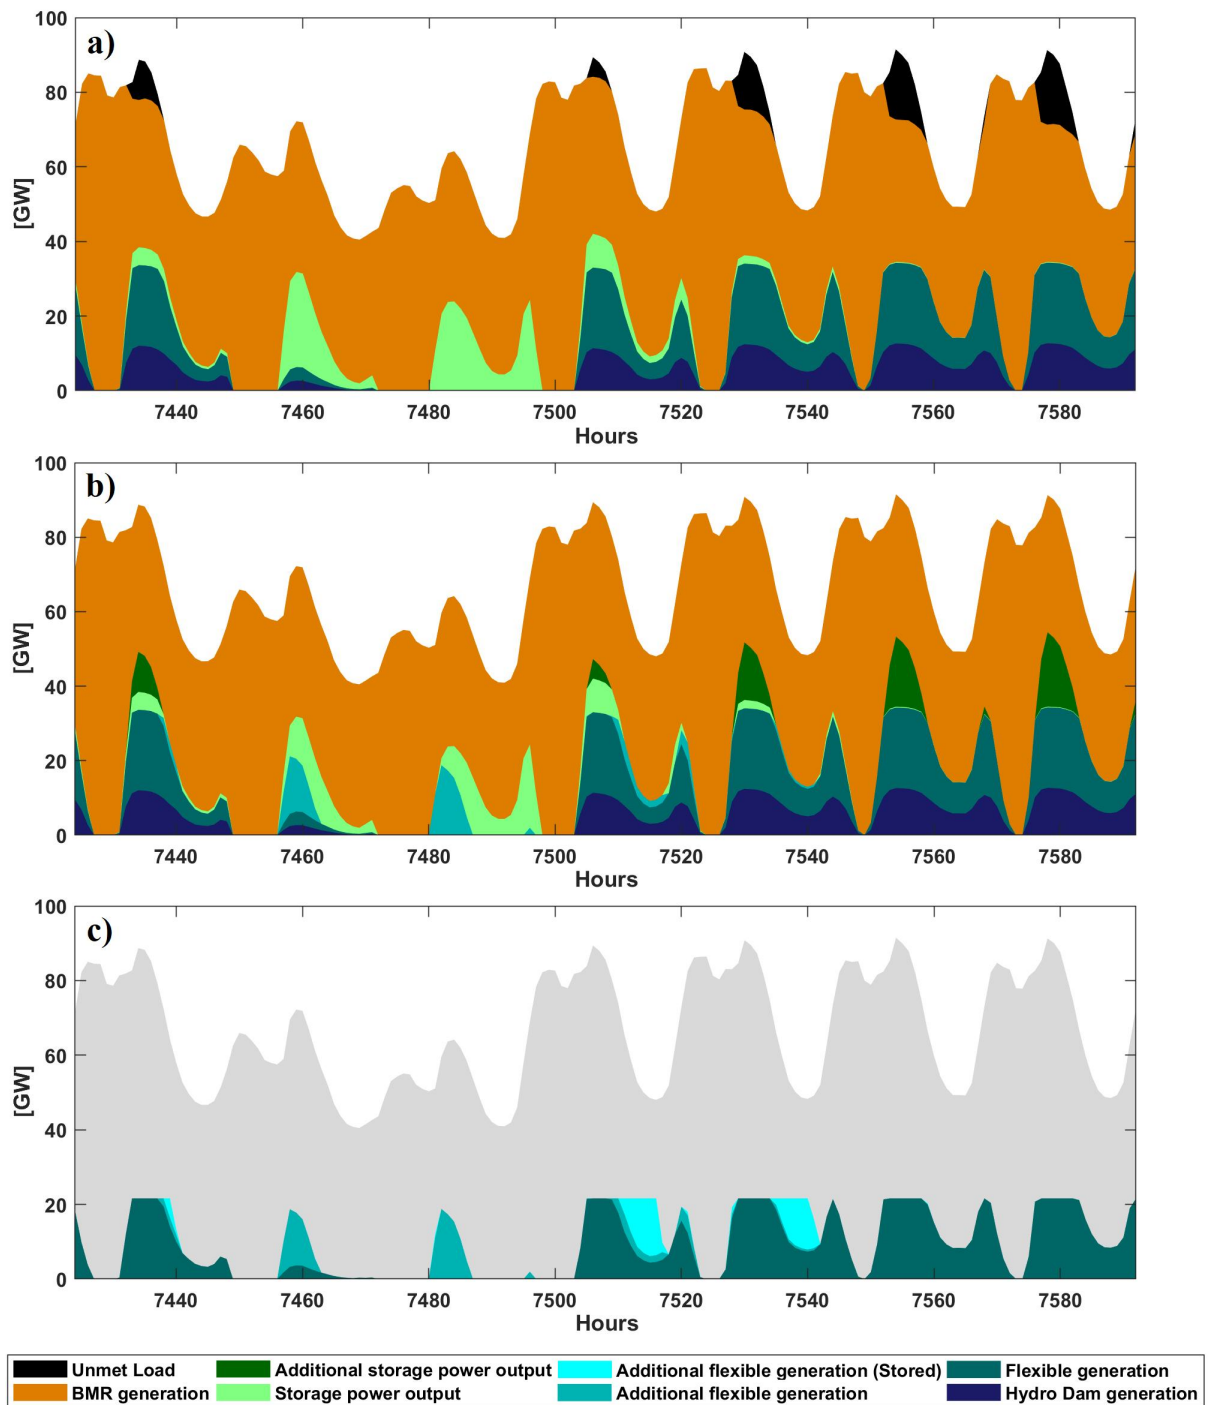 a)
100
80
60
40
20
0
[GW]
7440 7460 7480 7500 7520 7540 7560 7580
Hours
b)
100
80
60
40
20
0
[GW]
7440 7460 7480 7500 7520 7540 7560 7580
Hours
c)
100
80
60
40
20
0
[GW]
7440 7460 7480 7500 7520 7540 7560 7580
Hours
Unmet Load Additional storage power output Additional flexible generation (Stored) Flexible generation
BMR generation Storage power output Additional flexible generation Hydro Dam generation